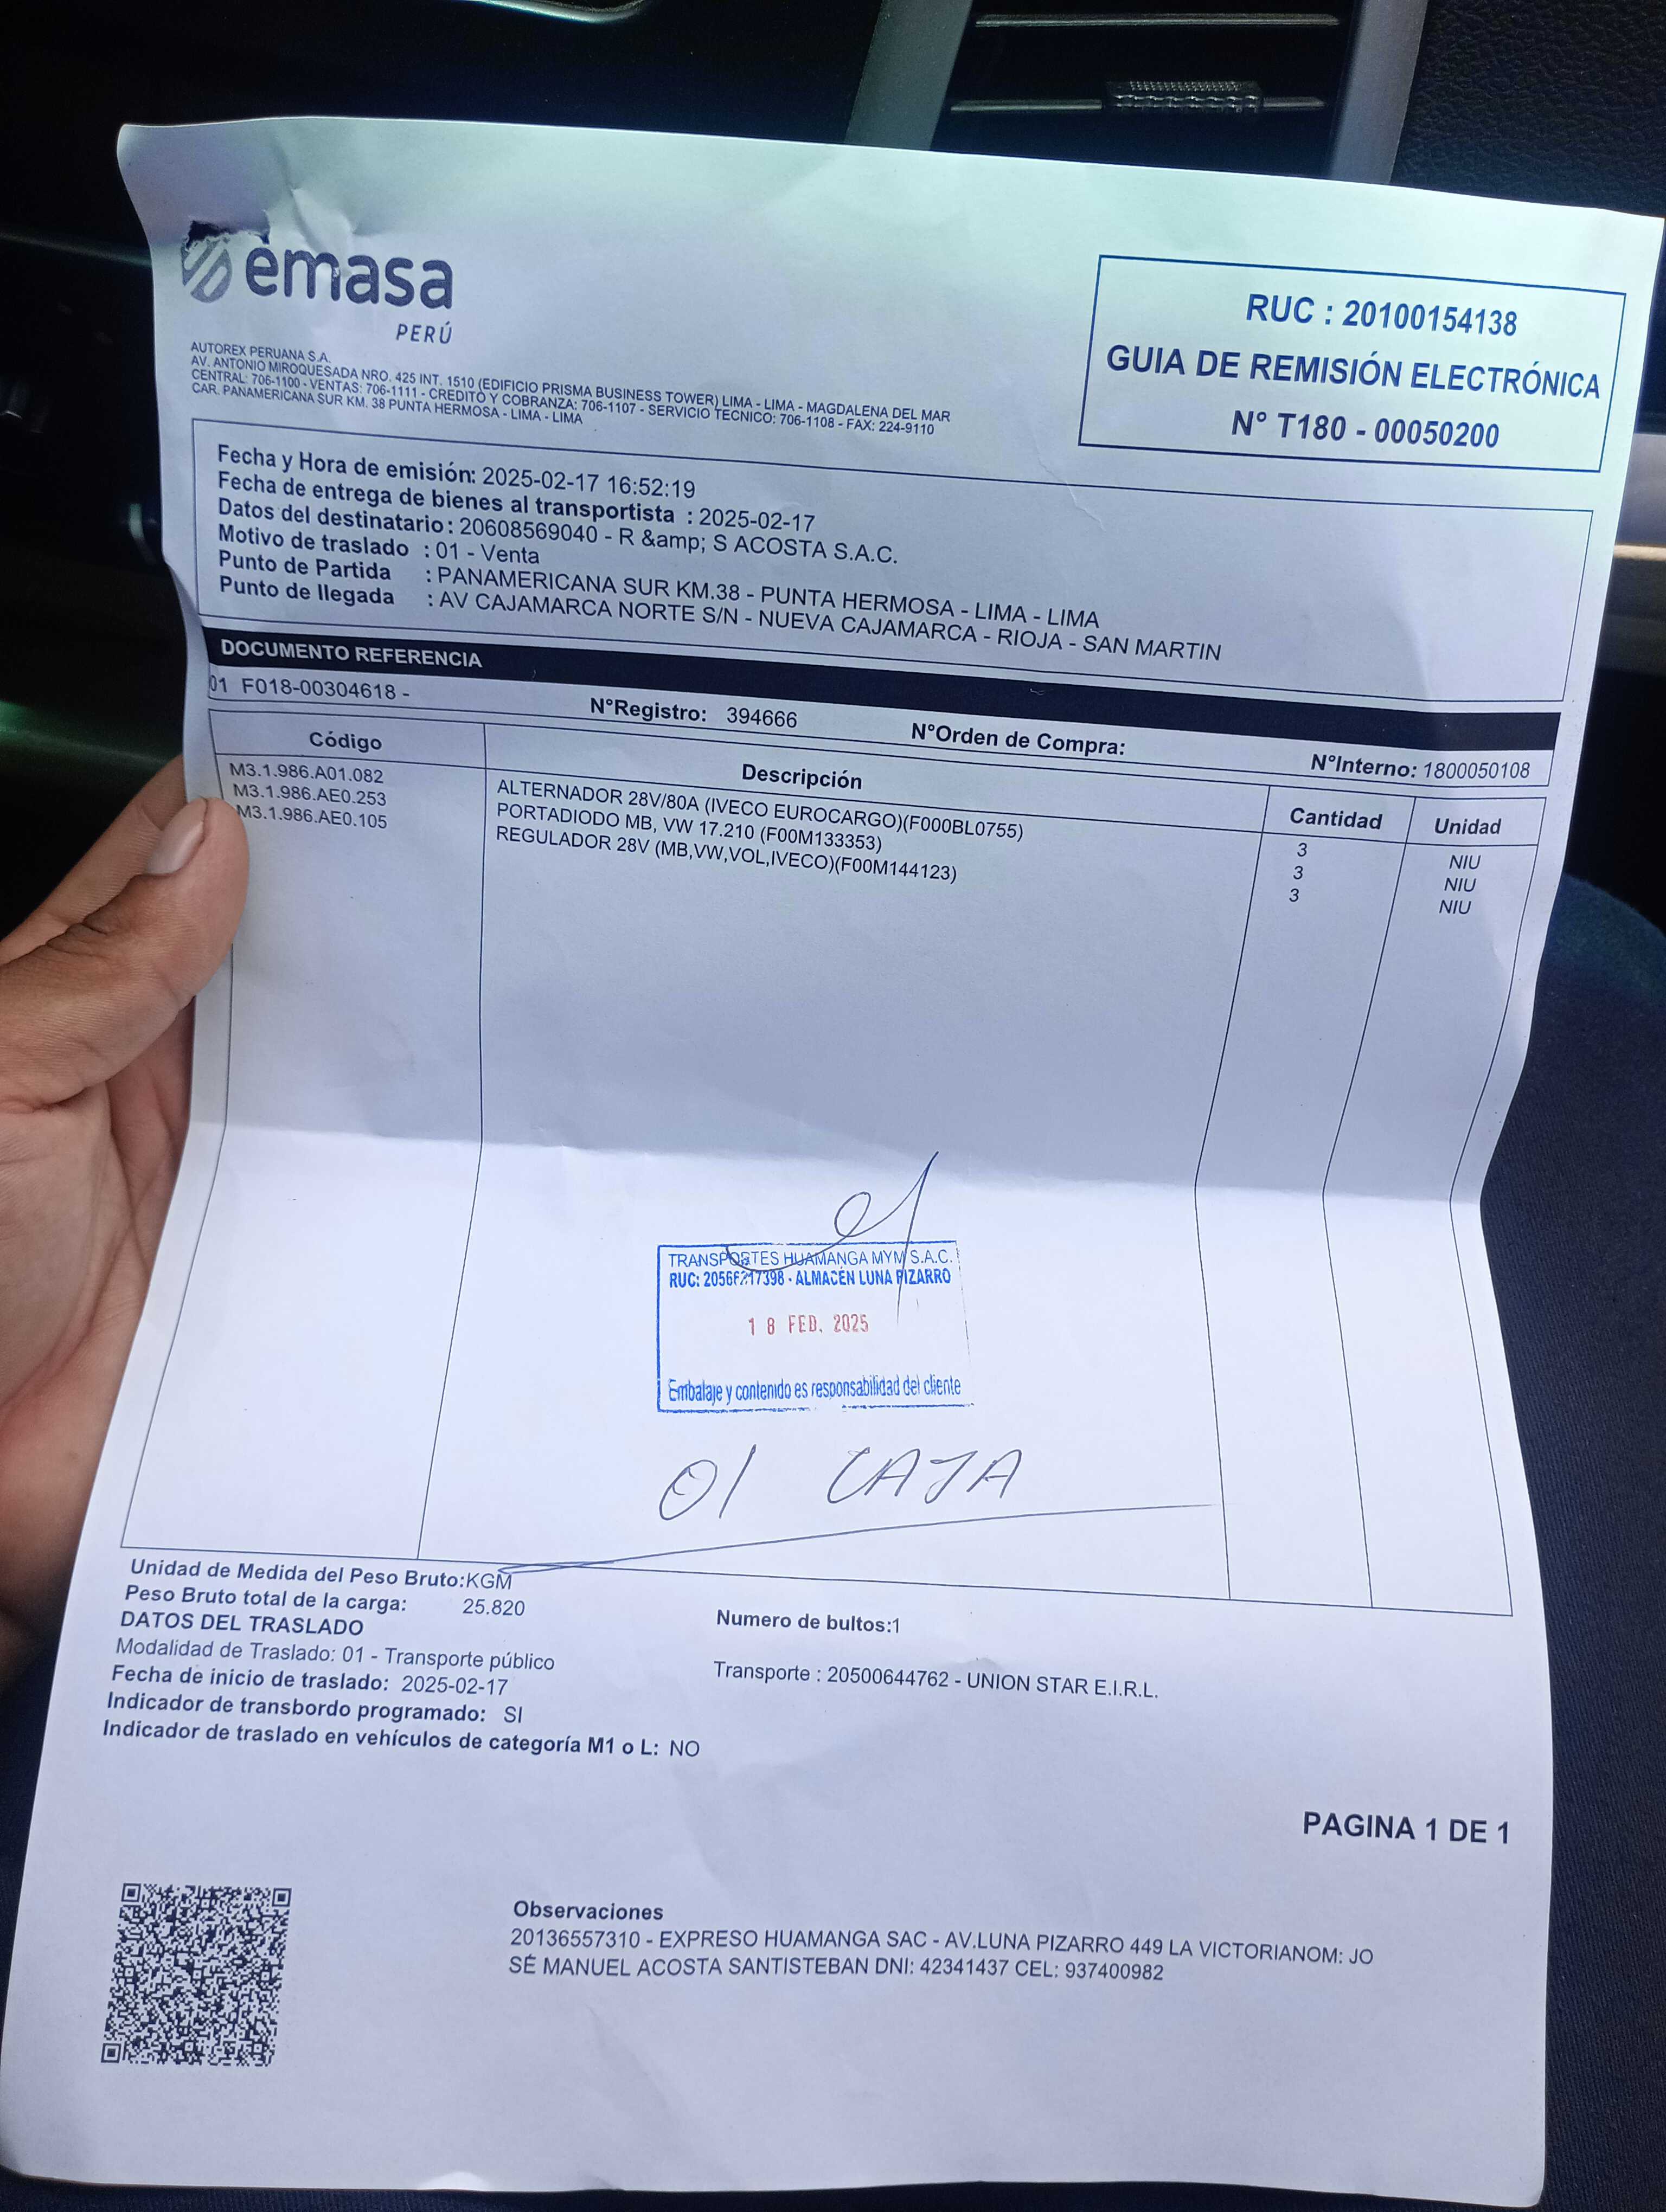 emasa
PERÚ
AUTOREX PERUANA S.A.
AV. ANTONIO MIROQUESADA NRO. 425 INT. 1510 (EDIFICIO PRISMA BUSINESS TOWER) LIMA - LIMA - MAGDALENA DEL MAR
CENTRAL: 706-1100 - VENTAS: 706-1111 - CREDITO Y COBRANZA: 706-1107 - SERVICIO TECNICO: 706-1108 - FAX: 224-9110
CAR. PANAMERICANA SUR KM. 38 PUNTA HERMOSA - LIMA - LIMA
RUC : 20100154138
GUIA DE REMISIÓN ELECTRÓNICA
N° T180 - 00050200
Fecha y Hora de emisión: 2025-02-17 16:52:19
Fecha de entrega de bienes al transportista : 2025-02-17
Datos del destinatario: 20608569040 - R &amp; S ACOSTA S.A.C.
Motivo de traslado : 01 - Venta
Punto de Partida : PANAMERICANA SUR KM.38 - PUNTA HERMOSA - LIMA - LIMA
Punto de llegada : AV CAJAMARCA NORTE S/N - NUEVA CAJAMARCA - RIOJA - SAN MARTIN
DOCUMENTO REFERENCIA
01 F018-00304618 - N°Registro: 394666 N°Orden de Compra: N°Interno: 1800050108
Código Descripción Cantidad Unidad
M3.1.986.A01.082 ALTERNADOR 28V/80A (IVECO EUROCARGO)(F000BL0755) 3 NIU
M3.1.986.AE0.253 PORTADIODO MB, VW 17.210 (F00M133353) 3 NIU
M3.1.986.AE0.105 REGULADOR 28V (MB,VW,VOL,IVECO)(F00M144123) 3 NIU
TRANSPORTES HUAMANGA MYM S.A.C.
RUC: - ALMACÉN LUNA PIZARRO
18 FED. 2025
Embalaje y contenido es responsabilidad del cliente
01 CAJA
Unidad de Medida del Peso Bruto:KGM
Peso Bruto total de la carga: 25.820 Numero de bultos:1
DATOS DEL TRASLADO
Modalidad de Traslado: 01 - Transporte público Transporte : 20500644762 - UNION STAR E.I.R.L.
Fecha de inicio de traslado: 2025-02-17
Indicador de transbordo programado: SI
Indicador de traslado en vehículos de categoría M1 o L: NO
PAGINA 1 DE 1
Observaciones
20136557310 - EXPRESO HUAMANGA SAC - AV.LUNA PIZARRO 449 LA VICTORIANOM: JO
SÉ MANUEL ACOSTA SANTISTEBAN DNI: 42341437 CEL: 937400982